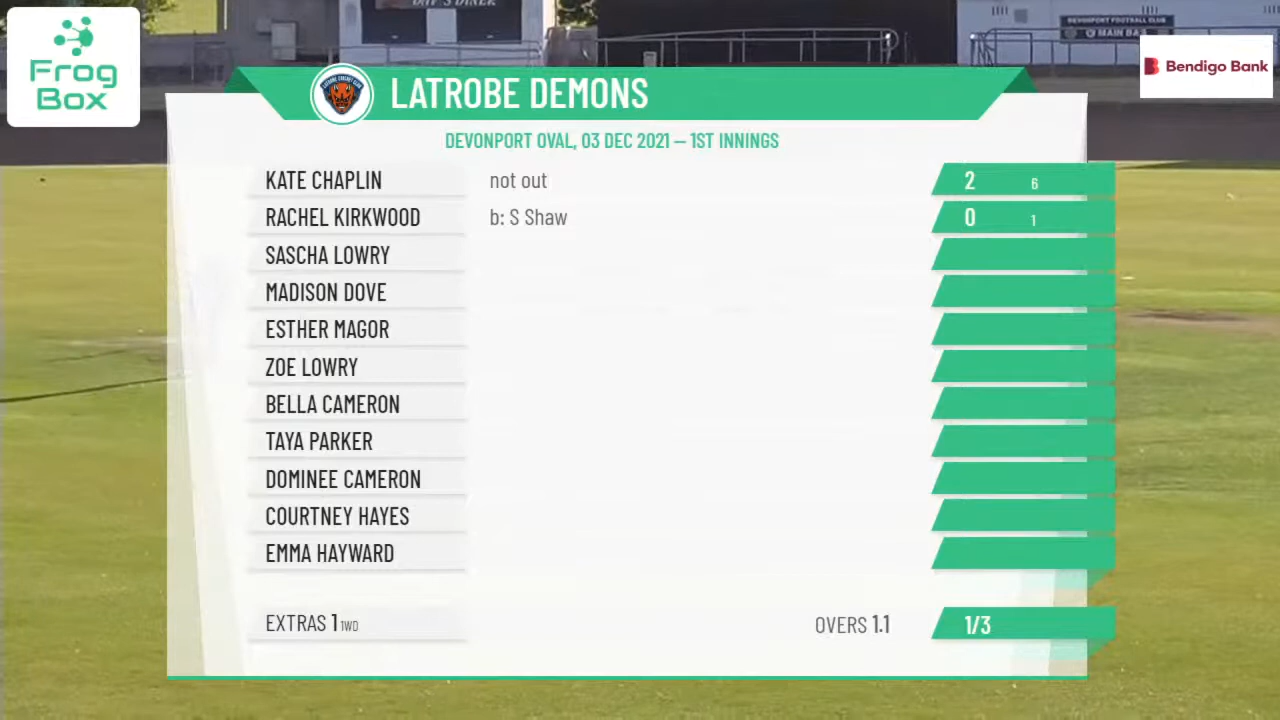 DEVONPORT FOOTBALL CLUB
MAIN BAR
Frog
Box
Bendigo Bank
LATROBE DEMONS
DEVONPORT OVAL, 03 DEC 2021 – 1ST INNINGS
KATE CHAPLIN not out 2 6
RACHEL KIRKWOOD b: S Shaw 0 1
SASCHA LOWRY
MADISON DOVE
ESTHER MAGOR
ZOE LOWRY
BELLA CAMERON
TAYA PARKER
DOMINEE CAMERON
COURTNEY HAYES
EMMA HAYWARD
EXTRAS 1 1WD OVERS 1.1 1/3